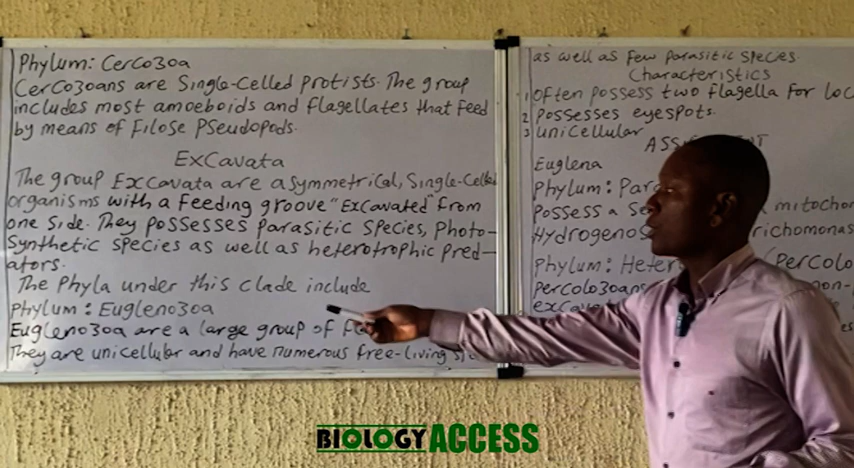 Phylum: Cercozoa
Cercozoans are Single-Celled Protists. The group
includes most amoeboids and flagellates that feed
by means of Filose Pseudopods.
Excavata
The group Excavata are asymmetrical, Single-Celled
organisms with a feeding groove "Excavated" from
one side. They possesses parasitic species, Photo-
Synthetic species as well as heterotrophic Pred-
ators.
The Phyla under this clade include
Phylum: Euglenozoa
Euglenozoa are a large group of
They are unicellular and have numerous free-living
as well as few Parasitic Species.
Characteristics
1 Often possess two flagella for
2 Possesses eyespots.
3 Unicellular
Euglena
Phylum:
Possess a
Phylum:
Percolozoans
BIOLOGY ACCESS